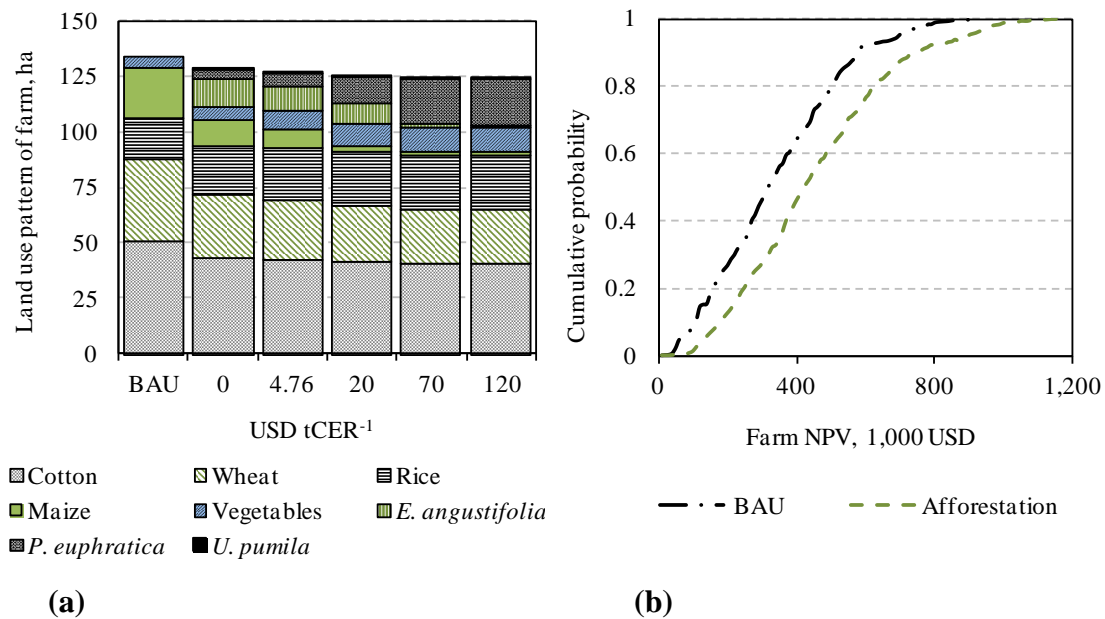 150
125
100
75
50
25
0
Land use pattern of farm, ha
BAU 0 4.76 20 70 120
USD tCER-1
Cotton Wheat Rice
Maize Vegetables E. angustifolia
P. euphratica U. pumila
(a)
1
0.8
0.6
0.4
0.2
0
Cumulative probability
0 400 800 1,200
Farm NPV, 1,000 USD
BAU Afforestation
(b)